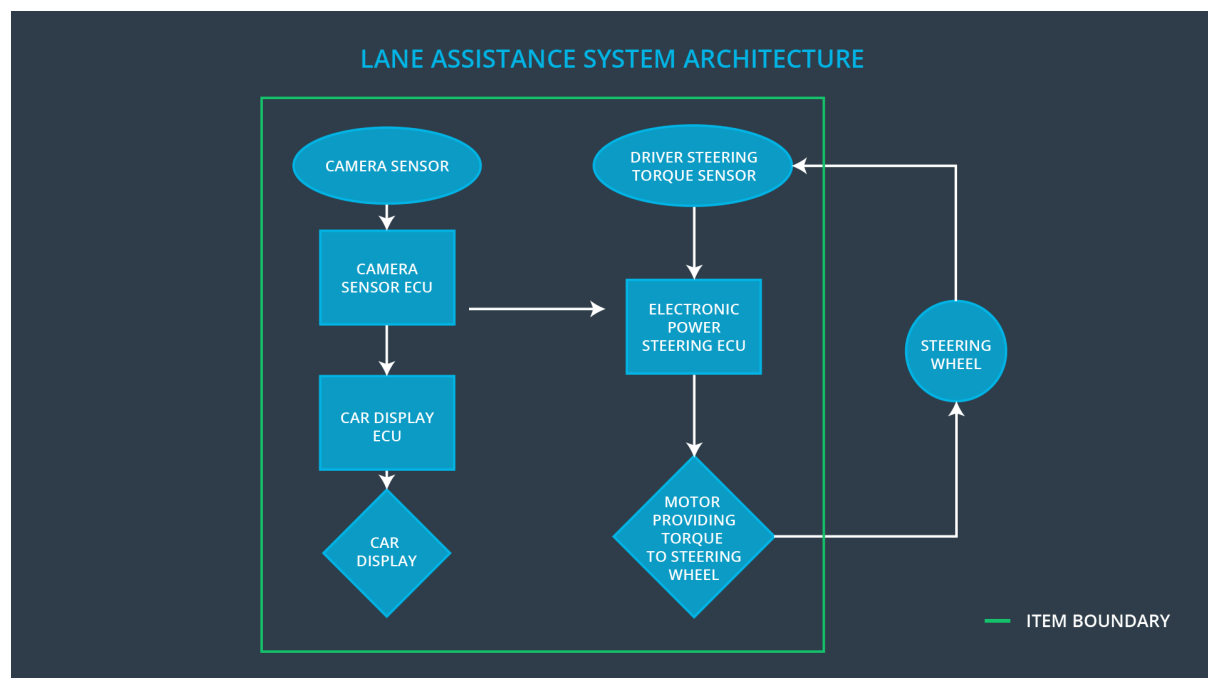 LANE ASSISTANCE SYSTEM ARCHITECTURE
CAMERA SENSOR
CAMERA
SENSOR ECU
CAR DISPLAY
ECU
CAR
DISPLAY
DRIVER STEERING
TORQUE SENSOR
ELECTRONIC
POWER
STEERING ECU
MOTOR
PROVIDING
TORQUE
TO STEERING
WHEEL
STEERING
WHEEL
ITEM BOUNDARY